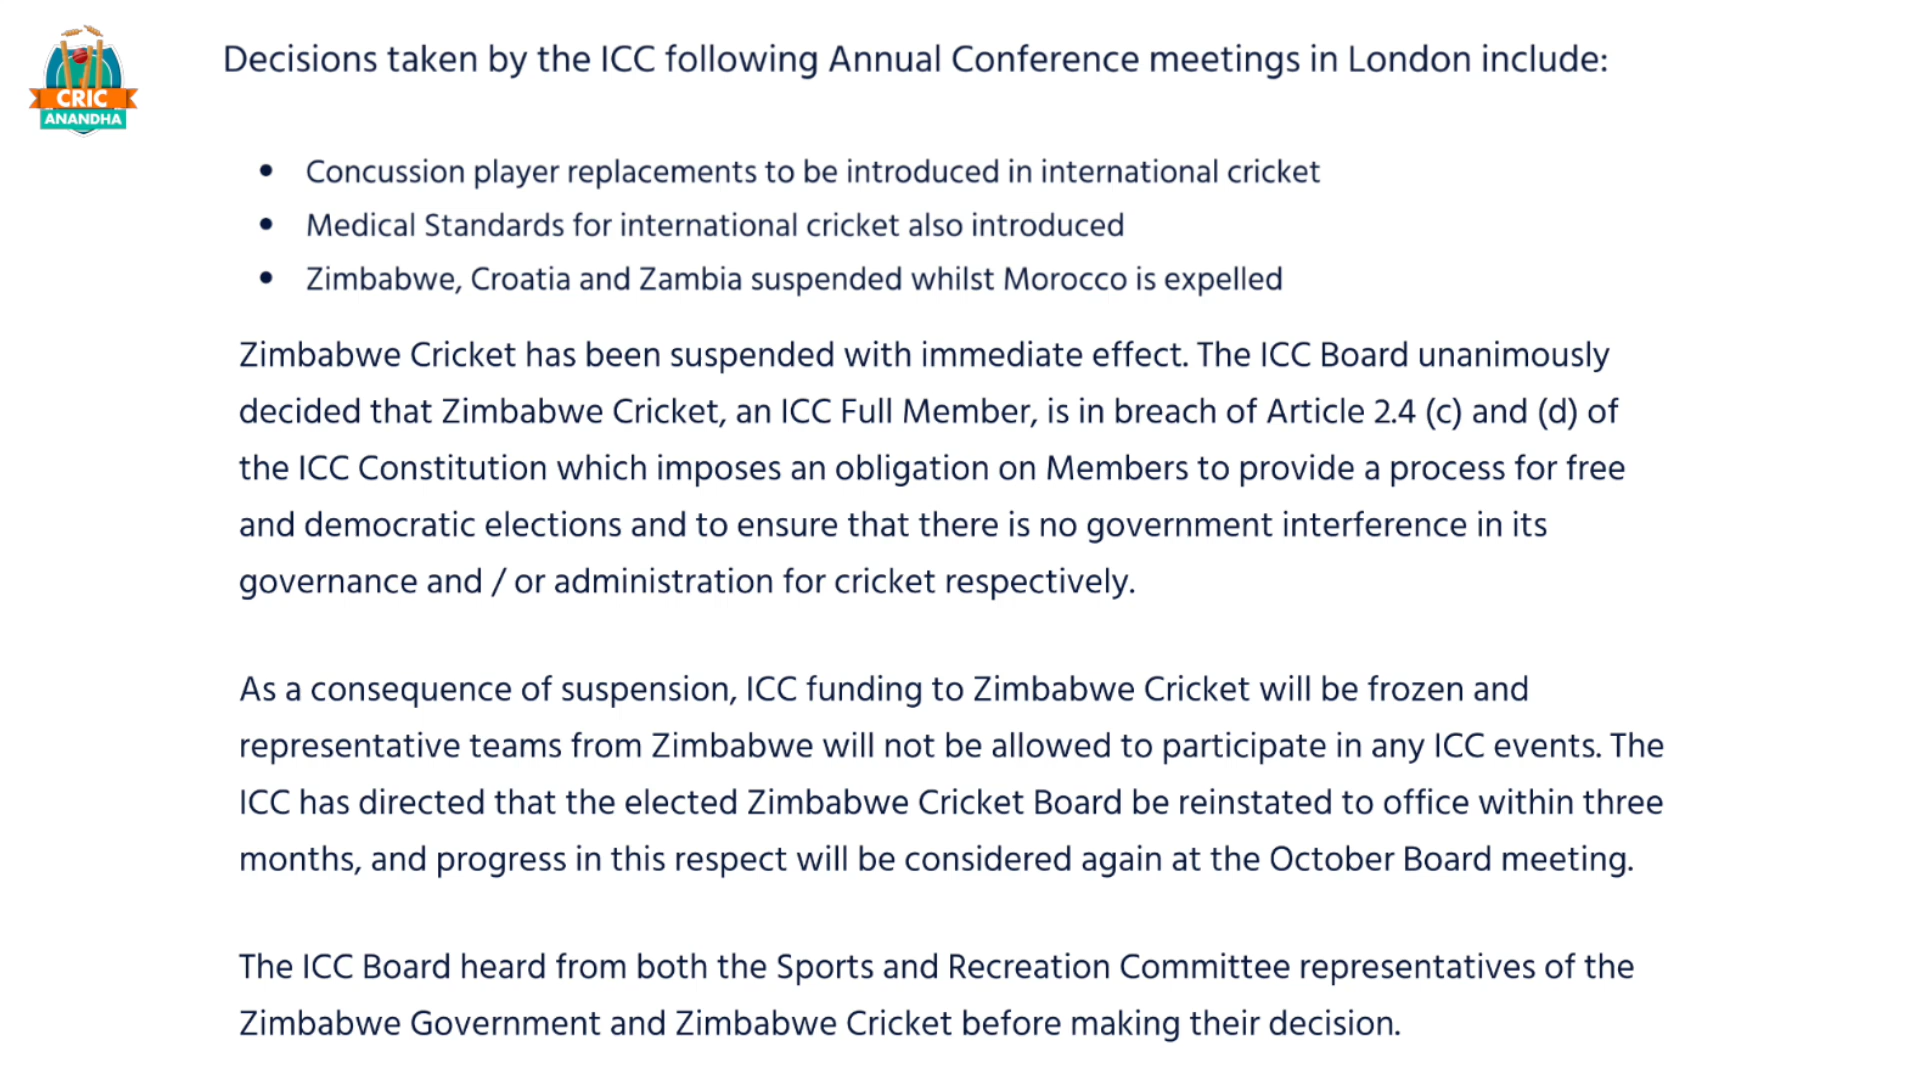 CRIC
ANANDHA
Decisions taken by the ICC following Annual Conference meetings in London include:
• Concussion player replacements to be introduced in international cricket
• Medical Standards for international cricket also introduced
• Zimbabwe, Croatia and Zambia suspended whilst Morocco is expelled
Zimbabwe Cricket has been suspended with immediate effect. The ICC Board unanimously
decided that Zimbabwe Cricket, an ICC Full Member, is in breach of Article 2.4 (c) and (d) of
the ICC Constitution which imposes an obligation on Members to provide a process for free
and democratic elections and to ensure that there is no government interference in its
governance and / or administration for cricket respectively.
As a consequence of suspension, ICC funding to Zimbabwe Cricket will be frozen and
representative teams from Zimbabwe will not be allowed to participate in any ICC events. The
ICC has directed that the elected Zimbabwe Cricket Board be reinstated to office within three
months, and progress in this respect will be considered again at the October Board meeting.
The ICC Board heard from both the Sports and Recreation Committee representatives of the
Zimbabwe Government and Zimbabwe Cricket before making their decision.